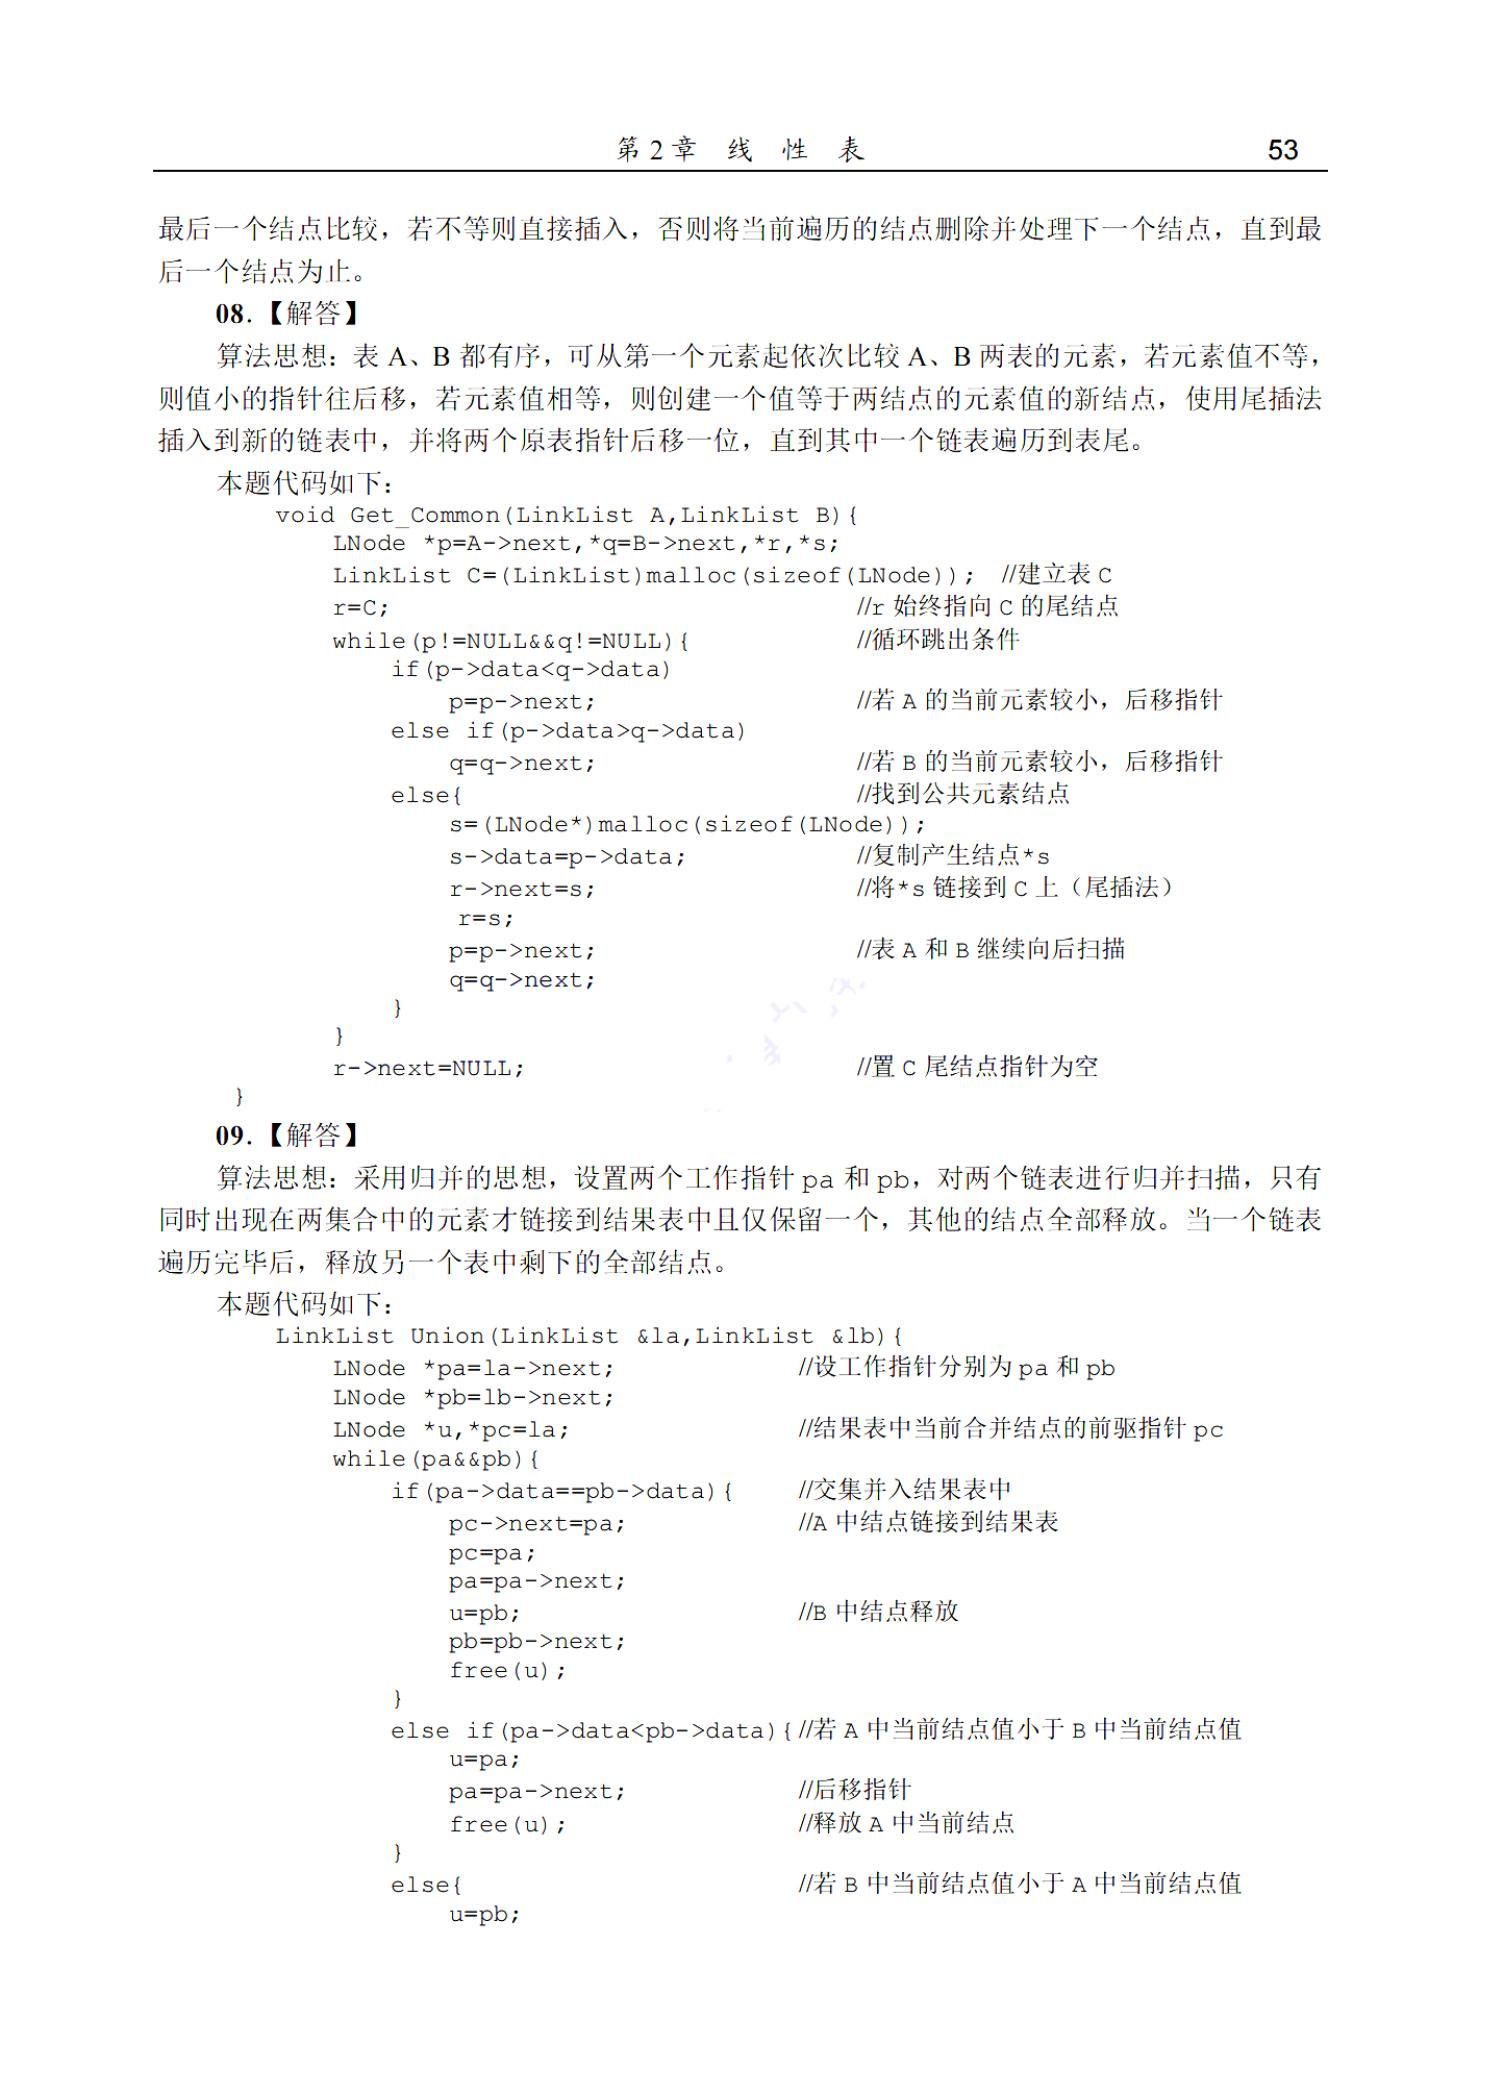 第 2 章 线 性 表 53
最后一个结点比较，若不等则直接插入，否则将当前遍历的结点删除并处理下一个结点，直到最
后一个结点为止。
08.【解答】
算法思想：表 A、B 都有序，可从第一个元素起依次比较 A、B 两表的元素，若元素值不等，
则值小的指针往后移，若元素值相等，则创建一个值等于两结点的元素值的新结点，使用尾插法
插入到新的链表中，并将两个原表指针后移一位，直到其中一个链表遍历到表尾。
本题代码如下：
void Get_Common(LinkList A,LinkList B){
LNode *p=A->next,*q=B->next,*r,*s;
LinkList C=(LinkList)malloc(sizeof(LNode)); //建立表 C
r=C; //r 始终指向 C 的尾结点
while(p!=NULL&&q!=NULL){ //循环跳出条件
if(p->data<q->data)
p=p->next; //若 A 的当前元素较小，后移指针
else if(p->data>q->data)
q=q->next; //若 B 的当前元素较小，后移指针
else{ //找到公共元素结点
s=(LNode*)malloc(sizeof(LNode));
s->data=p->data; //复制产生结点*s
r->next=s; //将*s 链接到 C 上（尾插法）
r=s;
p=p->next; //表 A 和 B 继续向后扫描
q=q->next;
}
}
r->next=NULL; //置 C 尾结点指针为空
}
09.【解答】
算法思想：采用归并的思想，设置两个工作指针 pa 和 pb，对两个链表进行归并扫描，只有
同时出现在两集合中的元素才链接到结果表中且仅保留一个，其他的结点全部释放。当一个链表
遍历完毕后，释放另一个表中剩下的全部结点。
本题代码如下：
LinkList Union(LinkList &la,LinkList &lb){
LNode *pa=la->next; //设工作指针分别为 pa 和 pb
LNode *pb=lb->next;
LNode *u,*pc=la; //结果表中当前合并结点的前驱指针 pc
while(pa&&pb){
if(pa->data==pb->data){ //交集并入结果表中
pc->next=pa; //A 中结点链接到结果表
pc=pa;
pa=pa->next;
u=pb; //B 中结点释放
pb=pb->next;
free(u);
}
else if(pa->data<pb->data){//若 A 中当前结点值小于 B 中当前结点值
u=pa;
pa=pa->next; //后移指针
free(u); //释放 A 中当前结点
}
else{ //若 B 中当前结点值小于 A 中当前结点值
u=pb;